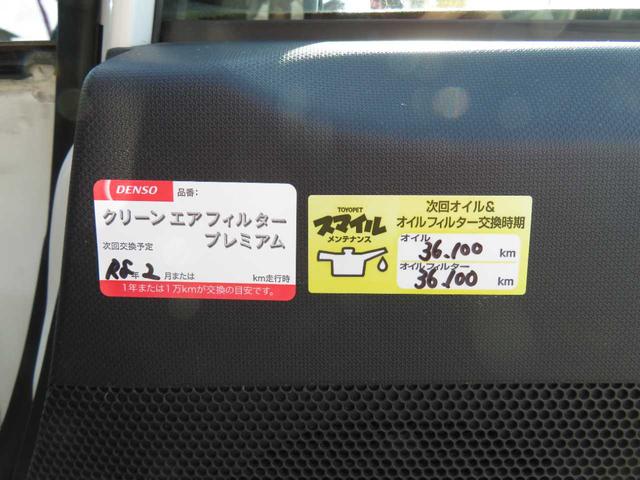 DENSO 品番:
クリーン エア フィルター
プレミアム
次回交換予定
年2月または km走行時
1年または1万kmが交換の目安です。
TOYOPET
スマイル
メンテナンス
次回オイル&
オイルフィルター交換時期
オイル
36.100 km
オイルフィルター
36.100 km